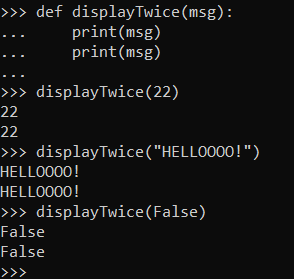 >>> def displayTwice(msg):
...     print(msg)
...     print(msg)
...
>>> displayTwice(22)
22
22
>>> displayTwice("HELLOOOO!")
HELLOOOO!
HELLOOOO!
>>> displayTwice(False)
False
False
>>>